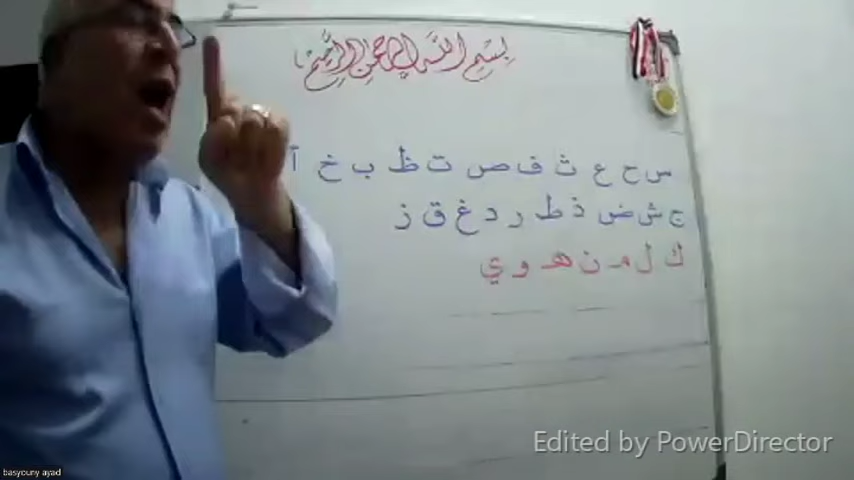 بسم الله الرحمن الرحيم
س ح ع ث ف ص ت ظ ب خ آ
ج ش ض ذ ط ر د غ ق ز
ك ل م ن هـ و ي
Edited by PowerDirector
basyouny ayad